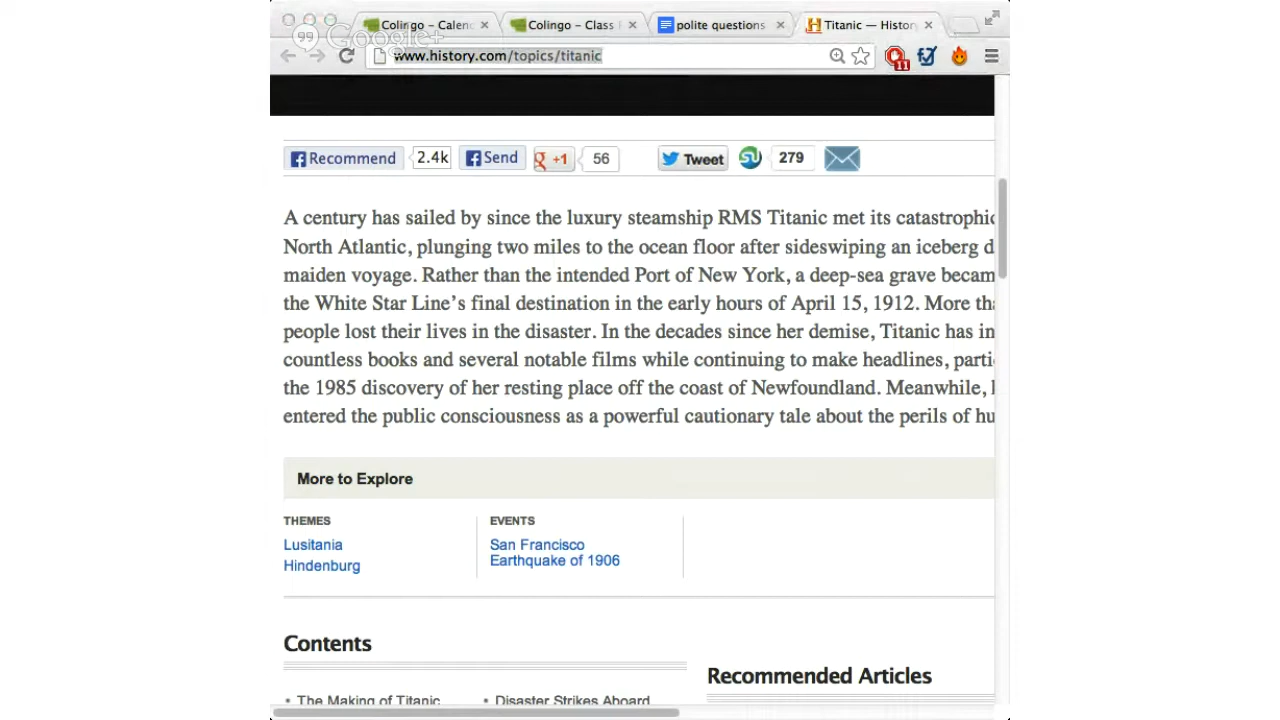 Colingo – Calen
Colingo – Class
polite questions
Titanic — History
Google+
www.history.com/topics/titanic
11
Recommend 2.4k Send +1 56 Tweet 279
A century has sailed by since the luxury steamship RMS Titanic met its catastrophic
North Atlantic, plunging two miles to the ocean floor after sideswiping an iceberg d
maiden voyage. Rather than the intended Port of New York, a deep-sea grave becam
the White Star Line’s final destination in the early hours of April 15, 1912. More tha
people lost their lives in the disaster. In the decades since her demise, Titanic has in
countless books and several notable films while continuing to make headlines, parti
the 1985 discovery of her resting place off the coast of Newfoundland. Meanwhile,
entered the public consciousness as a powerful cautionary tale about the perils of hu
More to Explore
THEMES
Lusitania
Hindenburg
EVENTS
San Francisco
Earthquake of 1906
Contents
• The Making of Titanic
• Disaster Strikes Aboard
Recommended Articles